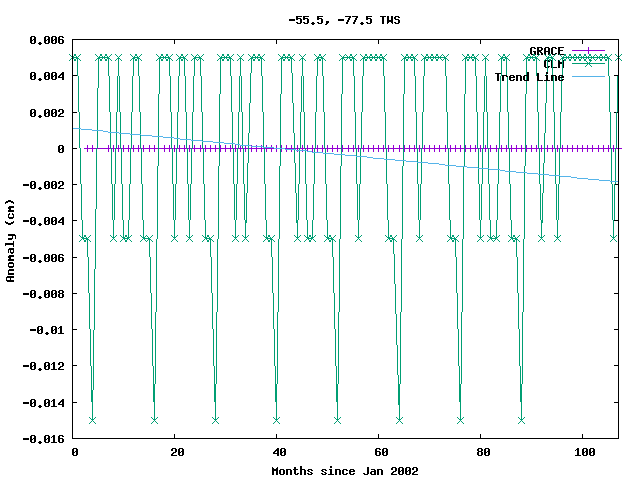 -55.5, -77.5 TWS
0.006
0.004
0.002
0
-0.002
-0.004
-0.006
-0.008
-0.01
-0.012
-0.014
-0.016
Anomaly (cm)
GRACE
CLM
Trend Line
0 20 40 60 80 100
Months since Jan 2002